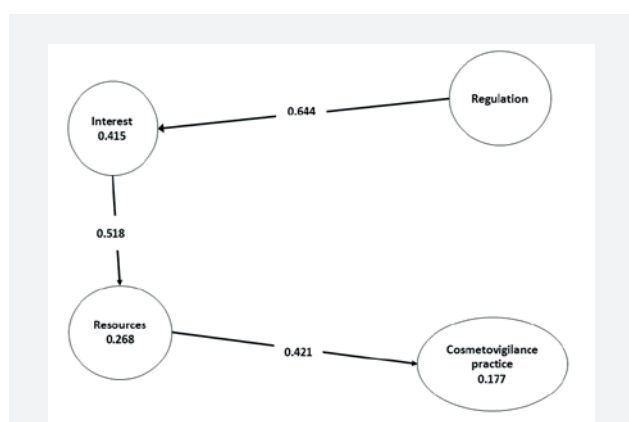 Regulation
0.644
Interest
0.415
0.518
Resources
0.268
0.421
Cosmetovigilance
practice
0.177